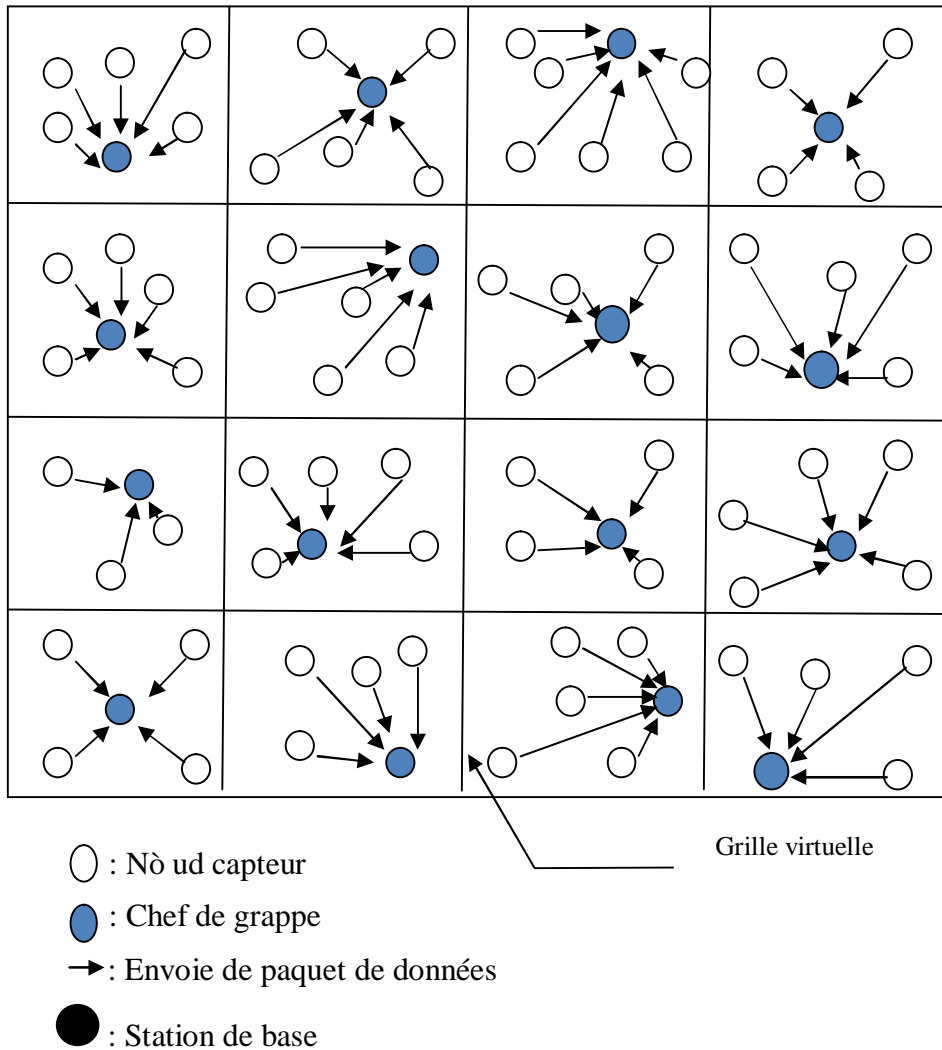 Grille virtuelle
: Nò ud capteur
: Chef de grappe
: Envoie de paquet de données
: Station de base